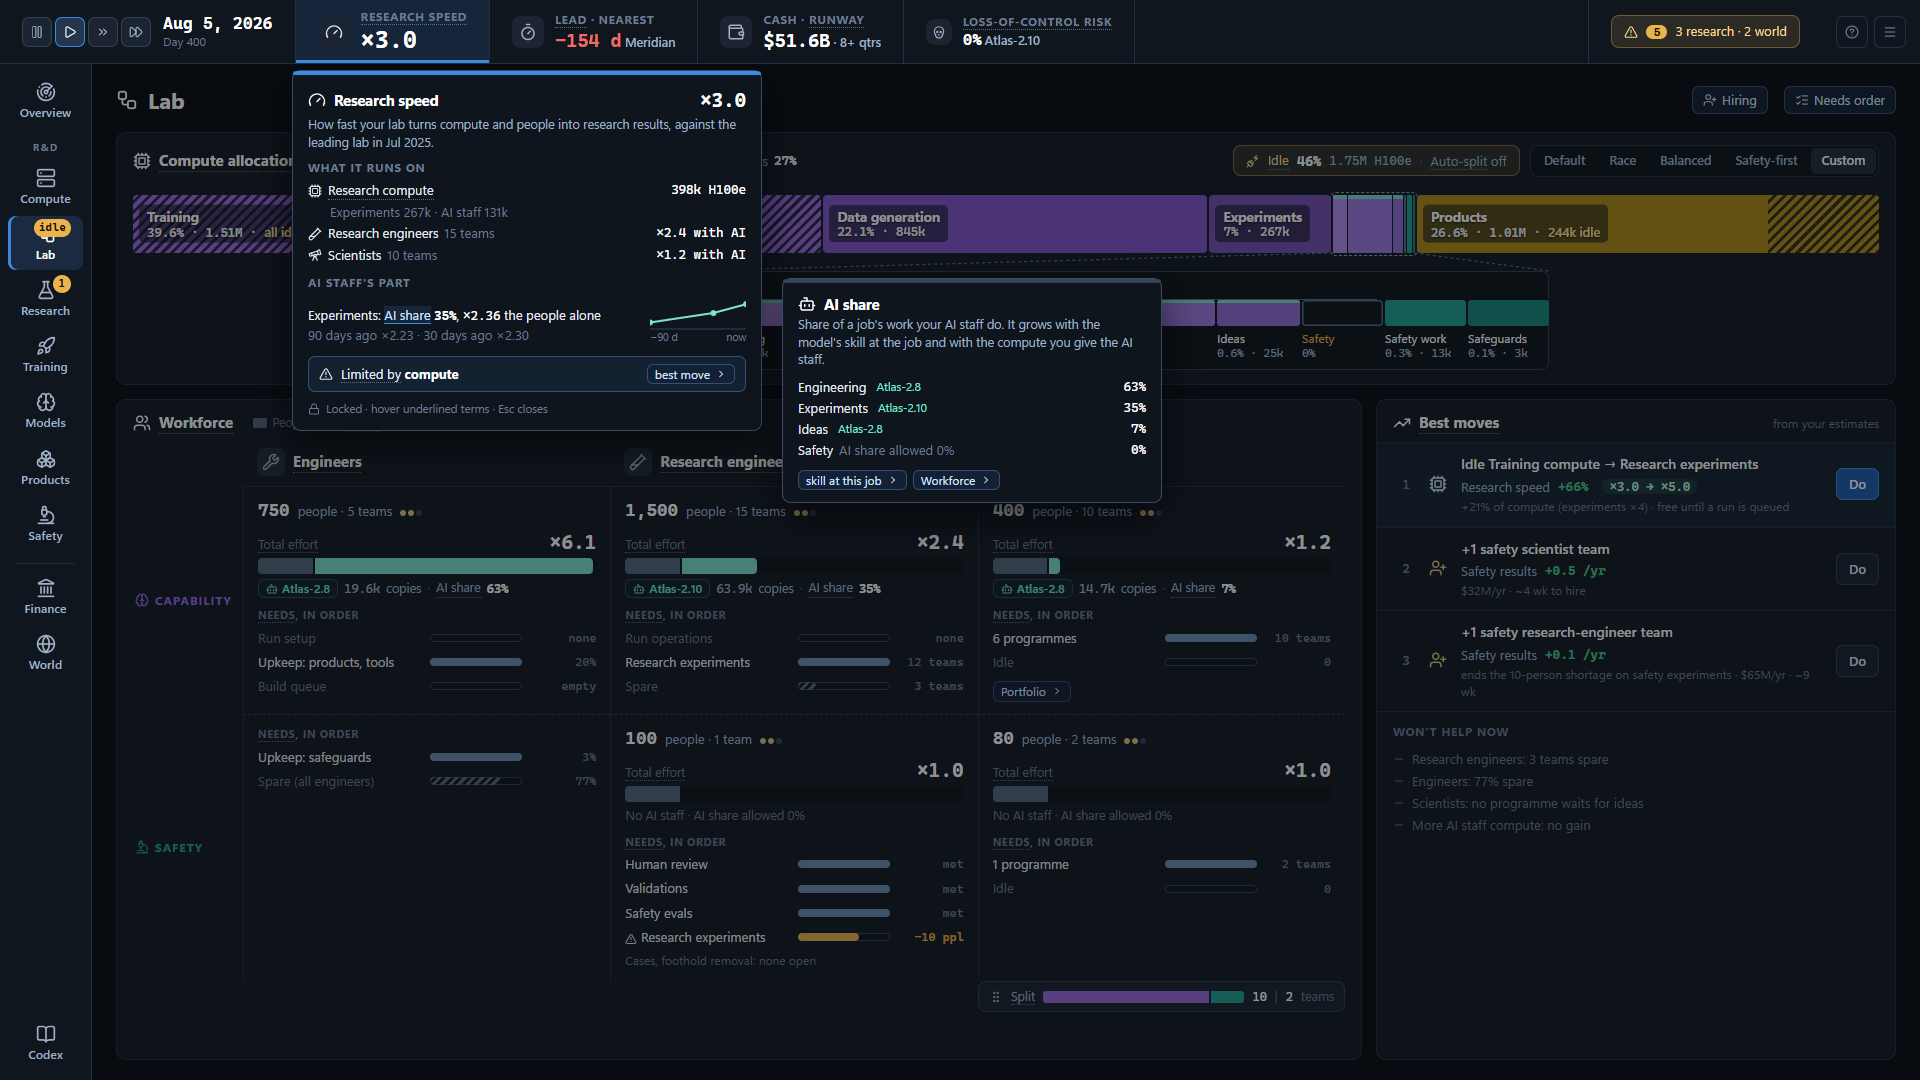 Aug 5, 2026
Day 400
RESEARCH SPEED
×3.0
LEAD · NEAREST
−154 d Meridian
CASH · RUNWAY
$51.6B · 8+ qtrs
LOSS-OF-CONTROL RISK
0% Atlas-2.10
5 3 research · 2 world
Overview
R&D
Compute
idle
Lab
1
Research
Training
Models
Products
Safety
Finance
World
Codex
Lab
Hiring
Needs order
Compute allocation
27%
Idle 46% 1.75M H100e · Auto-split off
Default Race Balanced Safety-first Custom
Training
39.6% · 1.51M · all
Data generation
22.1% · 845k
Experiments
7% · 267k
Products
26.6% · 1.01M · 244k idle
Ideas
0.6% · 25k
Safety
0%
Safety work
0.3% · 13k
Safeguards
0.1% · 3k
Research speed ×3.0
How fast your lab turns compute and people into research results, against the
leading lab in Jul 2025.
WHAT IT RUNS ON
Research compute 398k H100e
Experiments 267k · AI staff 131k
Research engineers 15 teams ×2.4 with AI
Scientists 10 teams ×1.2 with AI
AI STAFF'S PART
Experiments: AI share 35%, ×2.36 the people alone
90 days ago ×2.23 · 30 days ago ×2.30
−90 d now
Limited by compute best move
Locked · hover underlined terms · Esc closes
AI share
Share of a job's work your AI staff do. It grows with the
model's skill at the job and with the compute you give the AI
staff.
Engineering Atlas-2.8 63%
Experiments Atlas-2.10 35%
Ideas Atlas-2.8 7%
Safety AI share allowed 0% 0%
skill at this job Workforce
Workforce
CAPABILITY
Engineers
750 people · 5 teams
Total effort ×6.1
Atlas-2.8 19.6k copies · AI share 63%
NEEDS, IN ORDER
Run setup none
Upkeep: products, tools 20%
Build queue empty
Research
1,500 people · 15 teams
Total effort ×2.4
Atlas-2.10 63.9k copies · AI share 35%
NEEDS, IN ORDER
Run operations none
Research experiments 12 teams
Spare 3 teams
400 people · 10 teams
Total effort ×1.2
Atlas-2.8 14.7k copies · AI share 7%
NEEDS, IN ORDER
6 programmes 10 teams
Idle 0
Portfolio
SAFETY
NEEDS, IN ORDER
Upkeep: safeguards 3%
Spare (all engineers) 77%
100 people · 1 team
Total effort ×1.0
No AI staff · AI share allowed 0%
NEEDS, IN ORDER
Human review met
Validations met
Safety evals met
Research experiments −10 ppl
Cases, foothold removal: none open
80 people · 2 teams
Total effort ×1.0
No AI staff · AI share allowed 0%
NEEDS, IN ORDER
1 programme 2 teams
Idle 0
Split 10 | 2 teams
Best moves from your estimates
1 Idle Training compute → Research experiments
Research speed +66% ×3.0 → ×5.0
+21% of compute (experiments ×4) · free until a run is queued
Do
2 +1 safety scientist team
Safety results +0.5 /yr
$32M/yr · ~4 wk to hire
Do
3 +1 safety research-engineer team
Safety results +0.1 /yr
ends the 10-person shortage on safety experiments · $65M/yr · ~9
wk
Do
WON'T HELP NOW
– Research engineers: 3 teams spare
– Engineers: 77% spare
– Scientists: no programme waits for ideas
– More AI staff compute: no gain